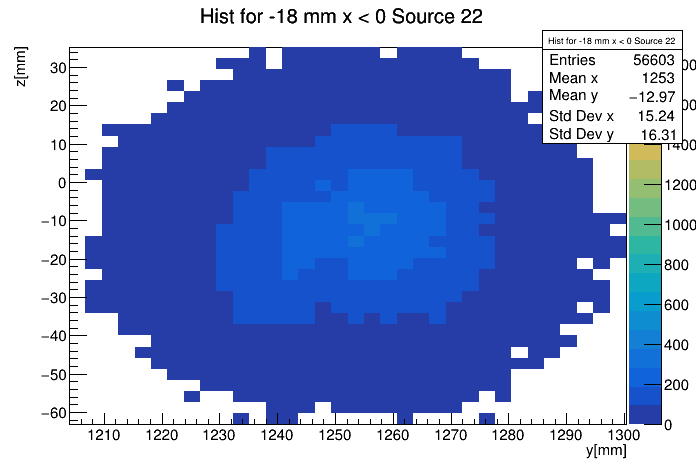 Hist for -18 mm x < 0 Source 22
Hist for -18 mm x < 0 Source 22
Entries 56603
Mean x 1253
Mean y −12.97
Std Dev x 15.24
Std Dev y 16.31
z[mm]
30
20
10
0
−10
−20
−30
−40
−50
−60
1210 1220 1230 1240 1250 1260 1270 1280 1290 1300
y[mm]
1400
1200
1000
800
600
400
200
0